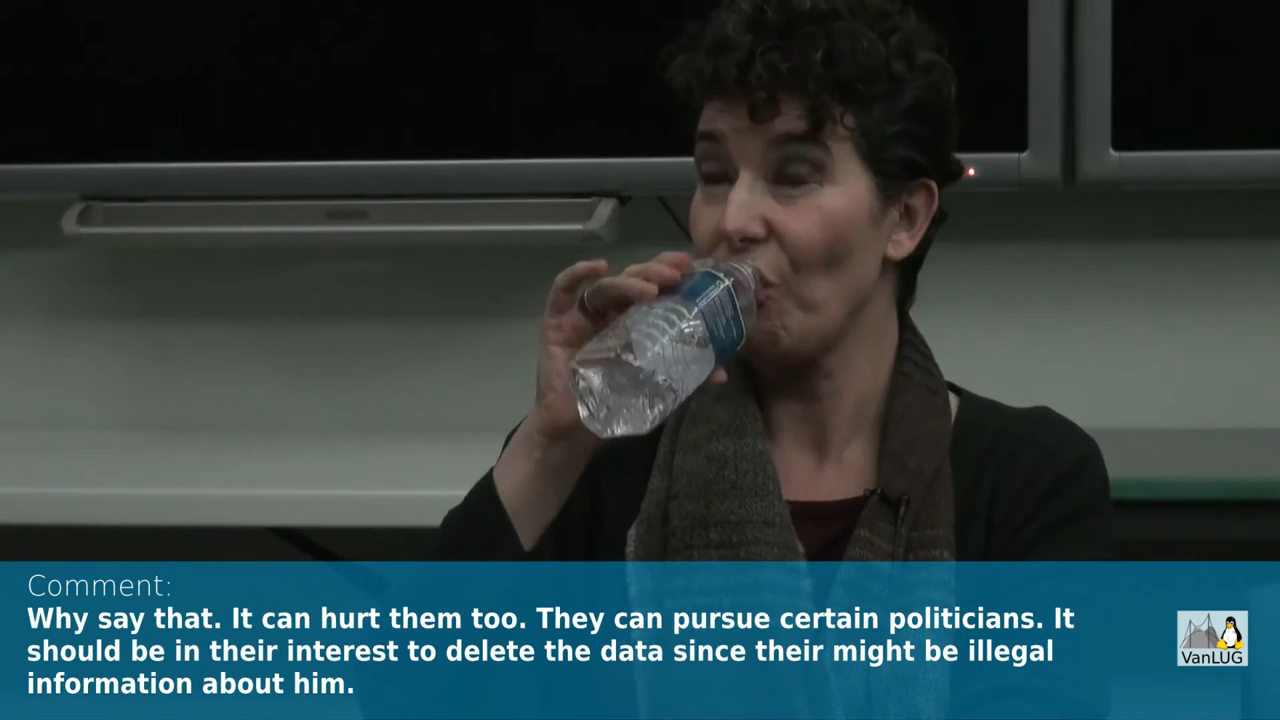 Comment:
Why say that. It can hurt them too. They can pursue certain politicians. It
should be in their interest to delete the data since their might be illegal
information about him.
VanLUG